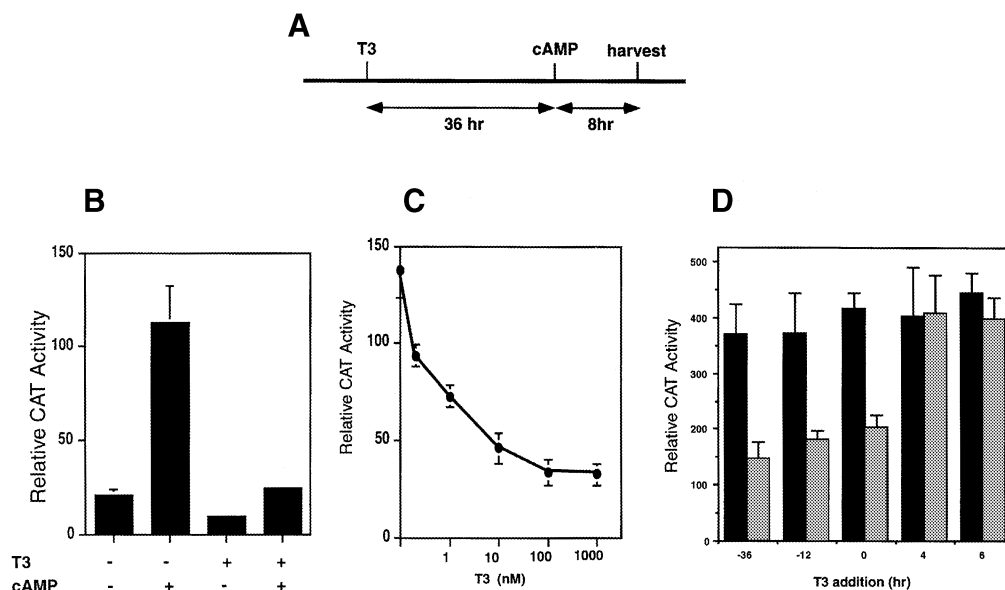 A
T3 cAMP harvest
36 hr 8hr
B
Relative CAT Activity
150
100
50
0
T3 - - + +
cAMP - + - +
C
Relative CAT Activity
150
100
50
0
1 10 100 1000
T3 (nM)
D
Relative CAT Activity
500
400
300
200
150
100
0
-36 -12 0 4 6
T3 addition (hr)